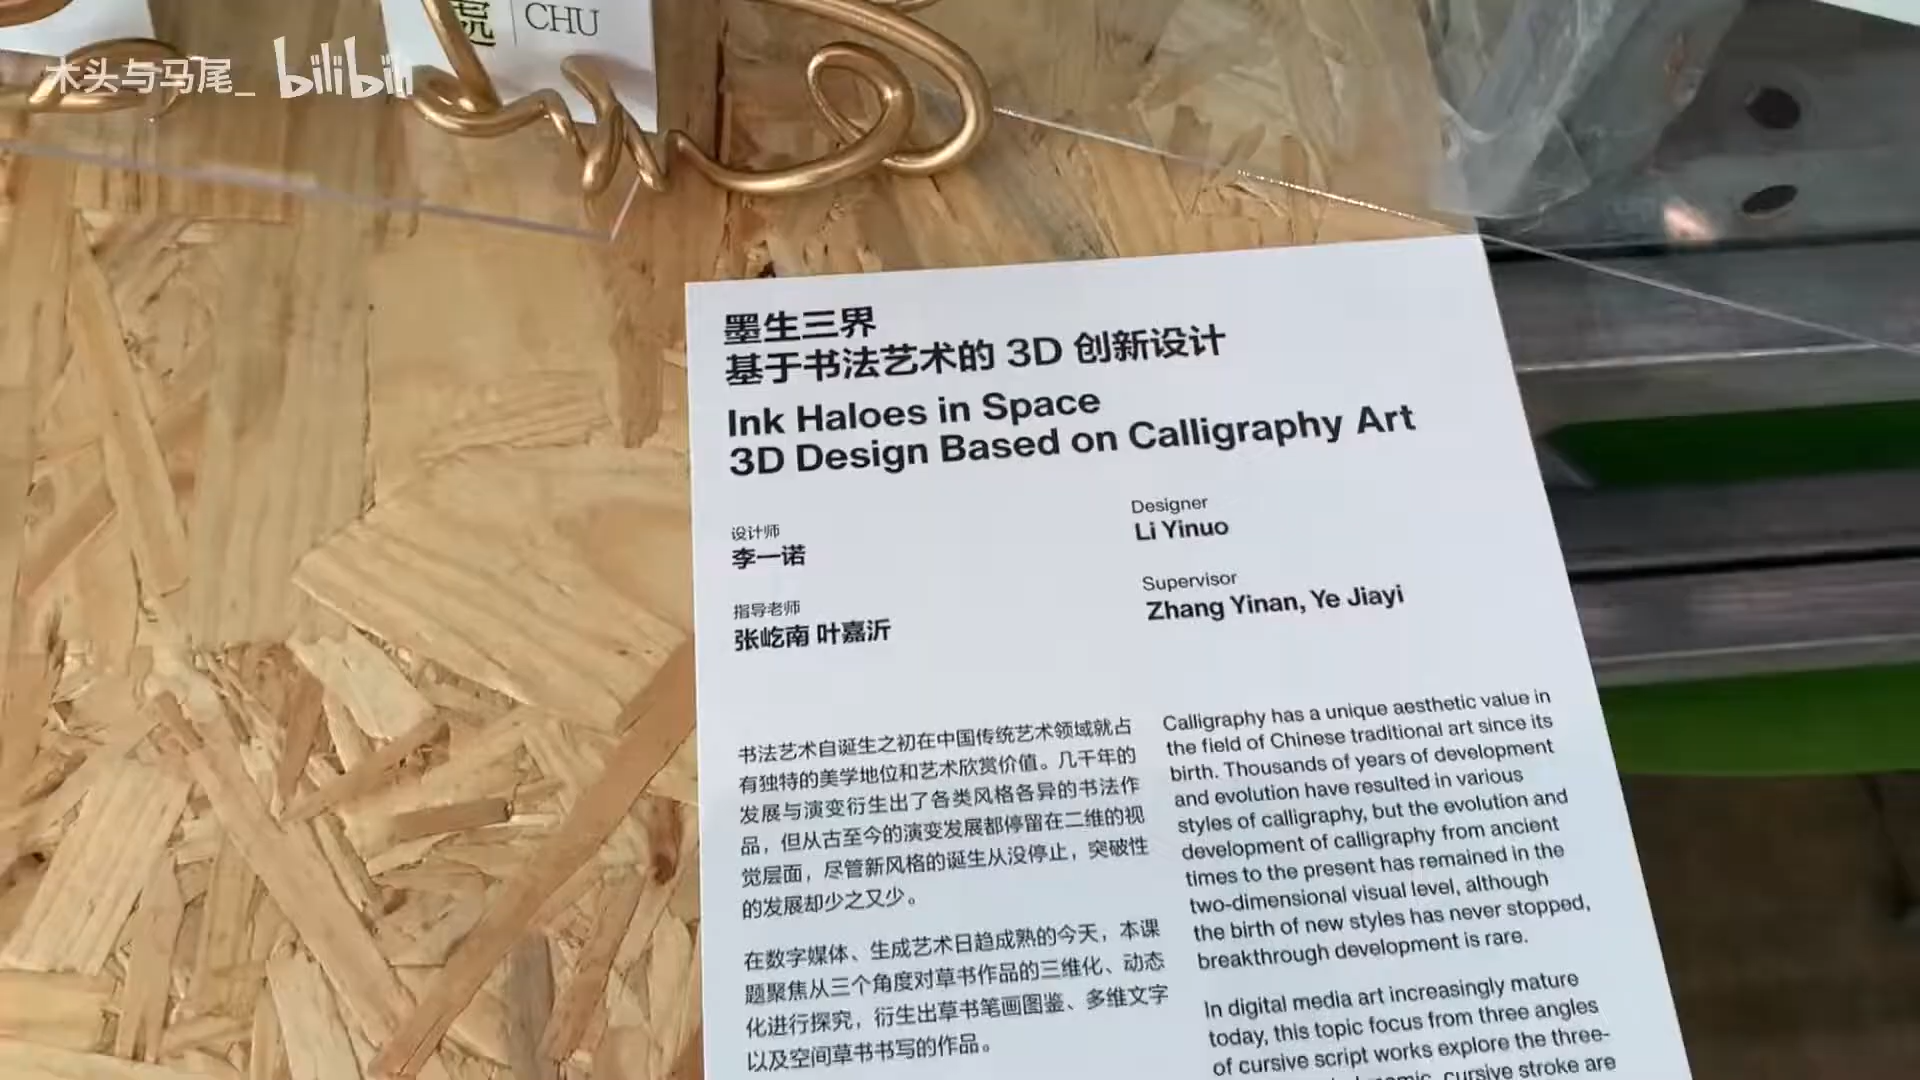 木头与马尾_ bilibili
CHU
墨生三界
基于书法艺术的 3D 创新设计
Ink Haloes in Space
3D Design Based on Calligraphy Art
设计师
李一诺
指导老师
张屹南 叶嘉沂
Designer
Li Yinuo
Supervisor
Zhang Yinan, Ye Jiayi
书法艺术自诞生之初在中国传统艺术领域就占
有独特的美学地位和艺术欣赏价值。几千年的
发展与演变衍生出了各类风格各异的书法作
品，但从古至今的演变发展都停留在二维的视
觉层面，尽管新风格的诞生从没停止，突破性
的发展却少之又少。
在数字媒体、生成艺术日趋成熟的今天，本课
题聚焦从三个角度对草书作品的三维化、动态
化进行探究，衍生出草书笔画图鉴、多维文字
以及空间草书书写的作品。
Calligraphy has a unique aesthetic value in
the field of Chinese traditional art since its
birth. Thousands of years of development
and evolution have resulted in various
styles of calligraphy, but the evolution and
development of calligraphy from ancient
times to the present has remained in the
two-dimensional visual level, although
the birth of new styles has never stopped,
breakthrough development is rare.
In digital media art increasingly mature
today, this topic focus from three angles
of cursive script works explore the three-
cursive stroke are